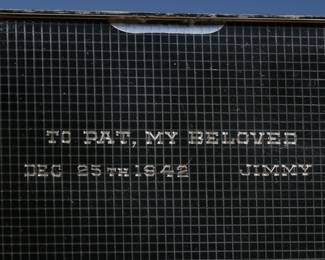 TO PAT, MY BELOVED
DEC 25TH 1942 JIMMY